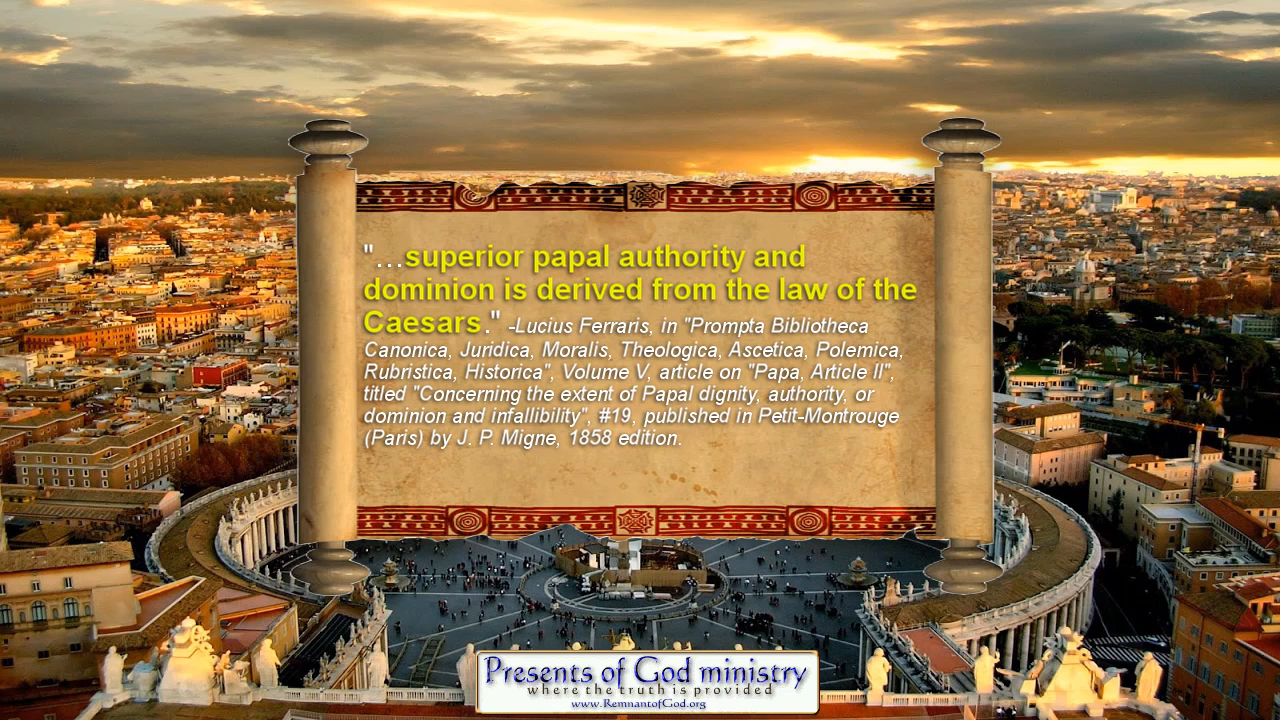 "...superior papal authority and
dominion is derived from the law of the
Caesars." -Lucius Ferraris, in "Prompta Bibliotheca
Canonica, Juridica, Moralis, Theologica, Ascetica, Polemica,
Rubristica, Historica", Volume V, article on "Papa, Article II",
titled "Concerning the extent of Papal dignity, authority, or
dominion and infallibility", #19, published in Petit-Montrouge
(Paris) by J. P. Migne, 1858 edition.
Presents of God ministry
where the truth is provided
www.RemnantofGod.org